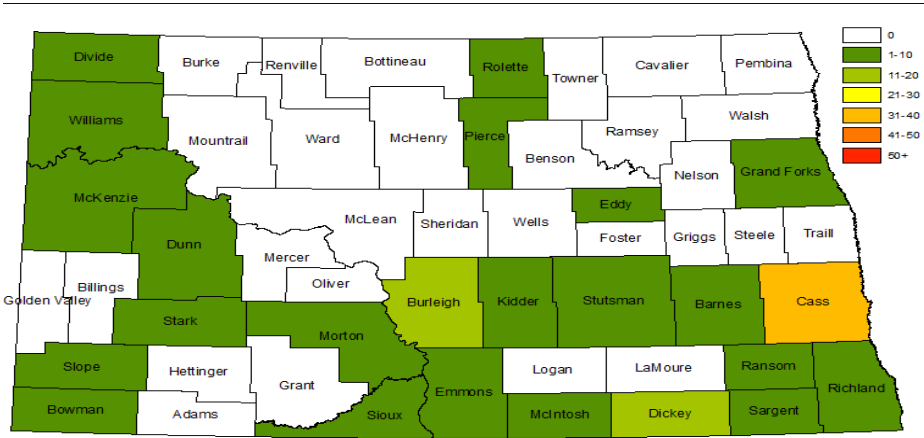 Divide
Burke
Renville
Bottineau
Rolette
Towner
Cavalier
Pembina
Williams
Mountrail
Ward
McHenry
Pierce
Benson
Ramsey
Walsh
Nelson
Grand Forks
McKenzie
Dunn
McLean
Sheridan
Wells
Eddy
Foster
Griggs
Steele
Traill
Golden Valley
Billings
Mercer
Oliver
Burleigh
Kidder
Stutsman
Barnes
Cass
Stark
Morton
Slope
Hettinger
Grant
Emmons
Logan
LaMoure
Ransom
Richland
Bowman
Adams
Sioux
McIntosh
Dickey
Sargent
0
1-10
11-20
21-30
31-40
41-50
50+